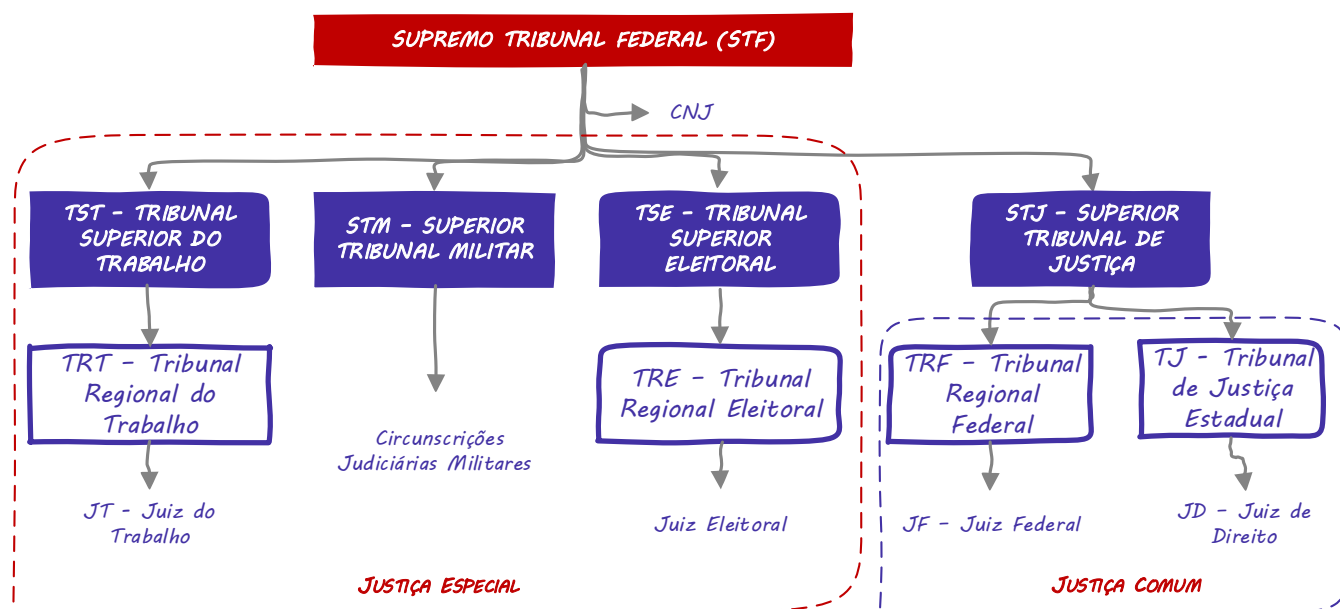 SUPREMO TRIBUNAL FEDERAL (STF)
CNJ
TST – TRIBUNAL
SUPERIOR DO
TRABALHO
STM – SUPERIOR
TRIBUNAL MILITAR
TSE – TRIBUNAL
SUPERIOR
ELEITORAL
STJ – SUPERIOR
TRIBUNAL DE
JUSTIÇA
TRT – Tribunal
Regional do
Trabalho
TRE – Tribunal
Regional Eleitoral
TRF – Tribunal
Regional
Federal
TJ – Tribunal
de Justiça
Estadual
Circunscrições
Judiciárias Militares
JT – Juiz do
Trabalho
Juiz Eleitoral
JF – Juiz Federal
JD – Juiz de
Direito
JUSTIÇA ESPECIAL
JUSTIÇA COMUM